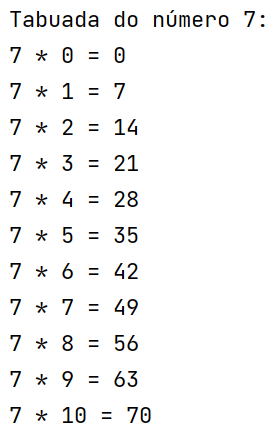 Tabuada do número 7:
7 * 0 = 0
7 * 1 = 7
7 * 2 = 14
7 * 3 = 21
7 * 4 = 28
7 * 5 = 35
7 * 6 = 42
7 * 7 = 49
7 * 8 = 56
7 * 9 = 63
7 * 10 = 70